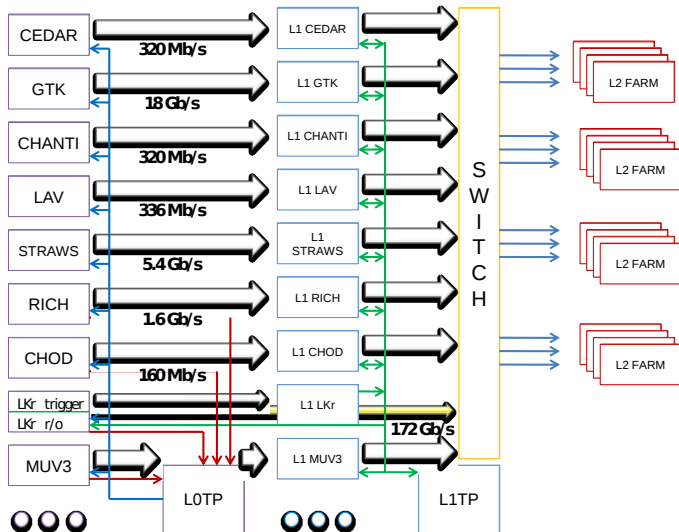 CEDAR
320 Mb/s
L1 CEDAR
GTK
18 Gb/s
L1 GTK
L2 FARM
CHANTI
320 Mb/s
L1 CHANTI
LAV
336 Mb/s
L1 LAV
L2 FARM
STRAWS
5.4 Gb/s
L1
STRAWS
L2 FARM
RICH
1.6 Gb/s
L1 RICH
CHOD
160 Mb/s
L1 CHOD
L2 FARM
S
W
I
T
C
H
LKr trigger
LKr r/o
L1 LKr
172 Gb/s
MUV3
L1 MUV3
L0TP
L1TP